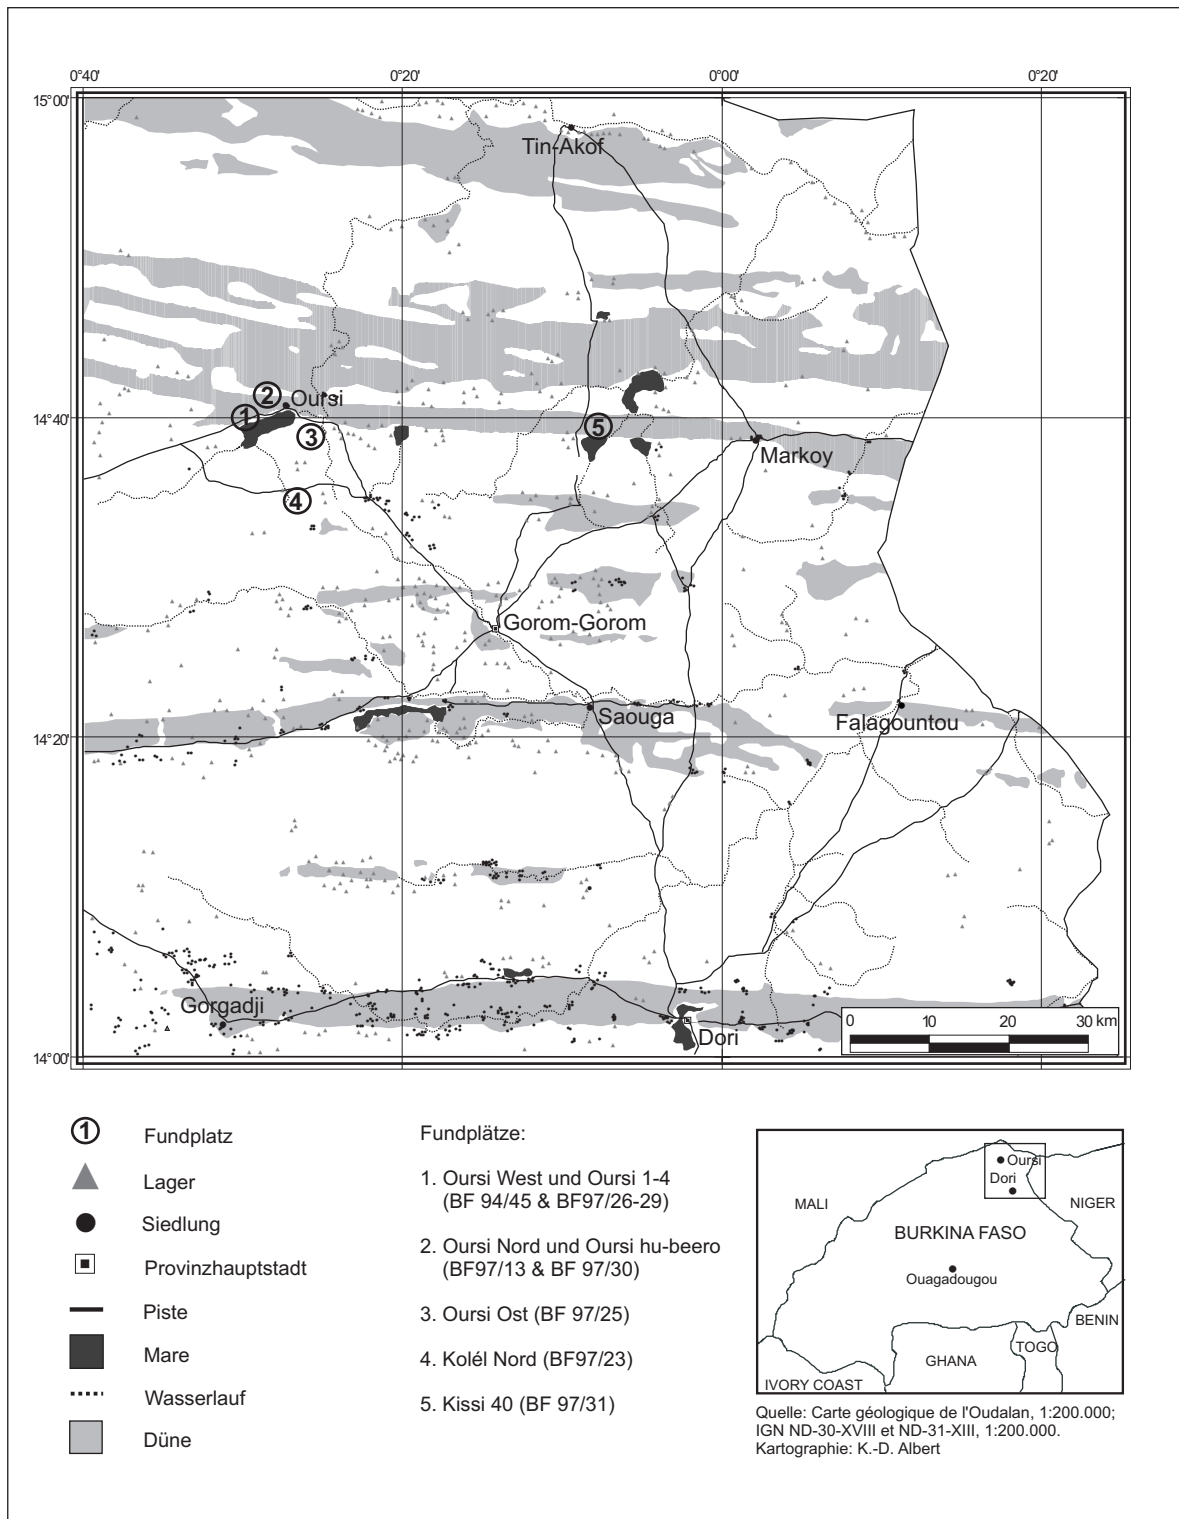 0°40' 0°20' 0°00' 0°20'
15°00'
Tin-Akof
2
Oursi
14°40'
1
3
5
Markoy
4
Gorom-Gorom
Saouga
Falagountou
14°20'
Gorgadji
0 10 20 30 km
Dori
14°00'
1 Fundplatz
Lager
Siedlung
Provinzhauptstadt
Piste
Mare
Wasserlauf
Düne
Fundplätze:
1. Oursi West und Oursi 1-4
(BF 94/45 & BF97/26-29)
2. Oursi Nord und Oursi hu-beero
(BF97/13 & BF 97/30)
3. Oursi Ost (BF 97/25)
4. Kolél Nord (BF97/23)
5. Kissi 40 (BF 97/31)
Oursi
Dori
MALI
NIGER
BURKINA FASO
Ouagadougou
BENIN
TOGO
GHANA
IVORY COAST
Quelle: Carte géologique de l'Oudalan, 1:200.000;
IGN ND-30-XVIII et ND-31-XIII, 1:200.000.
Kartographie: K.-D. Albert